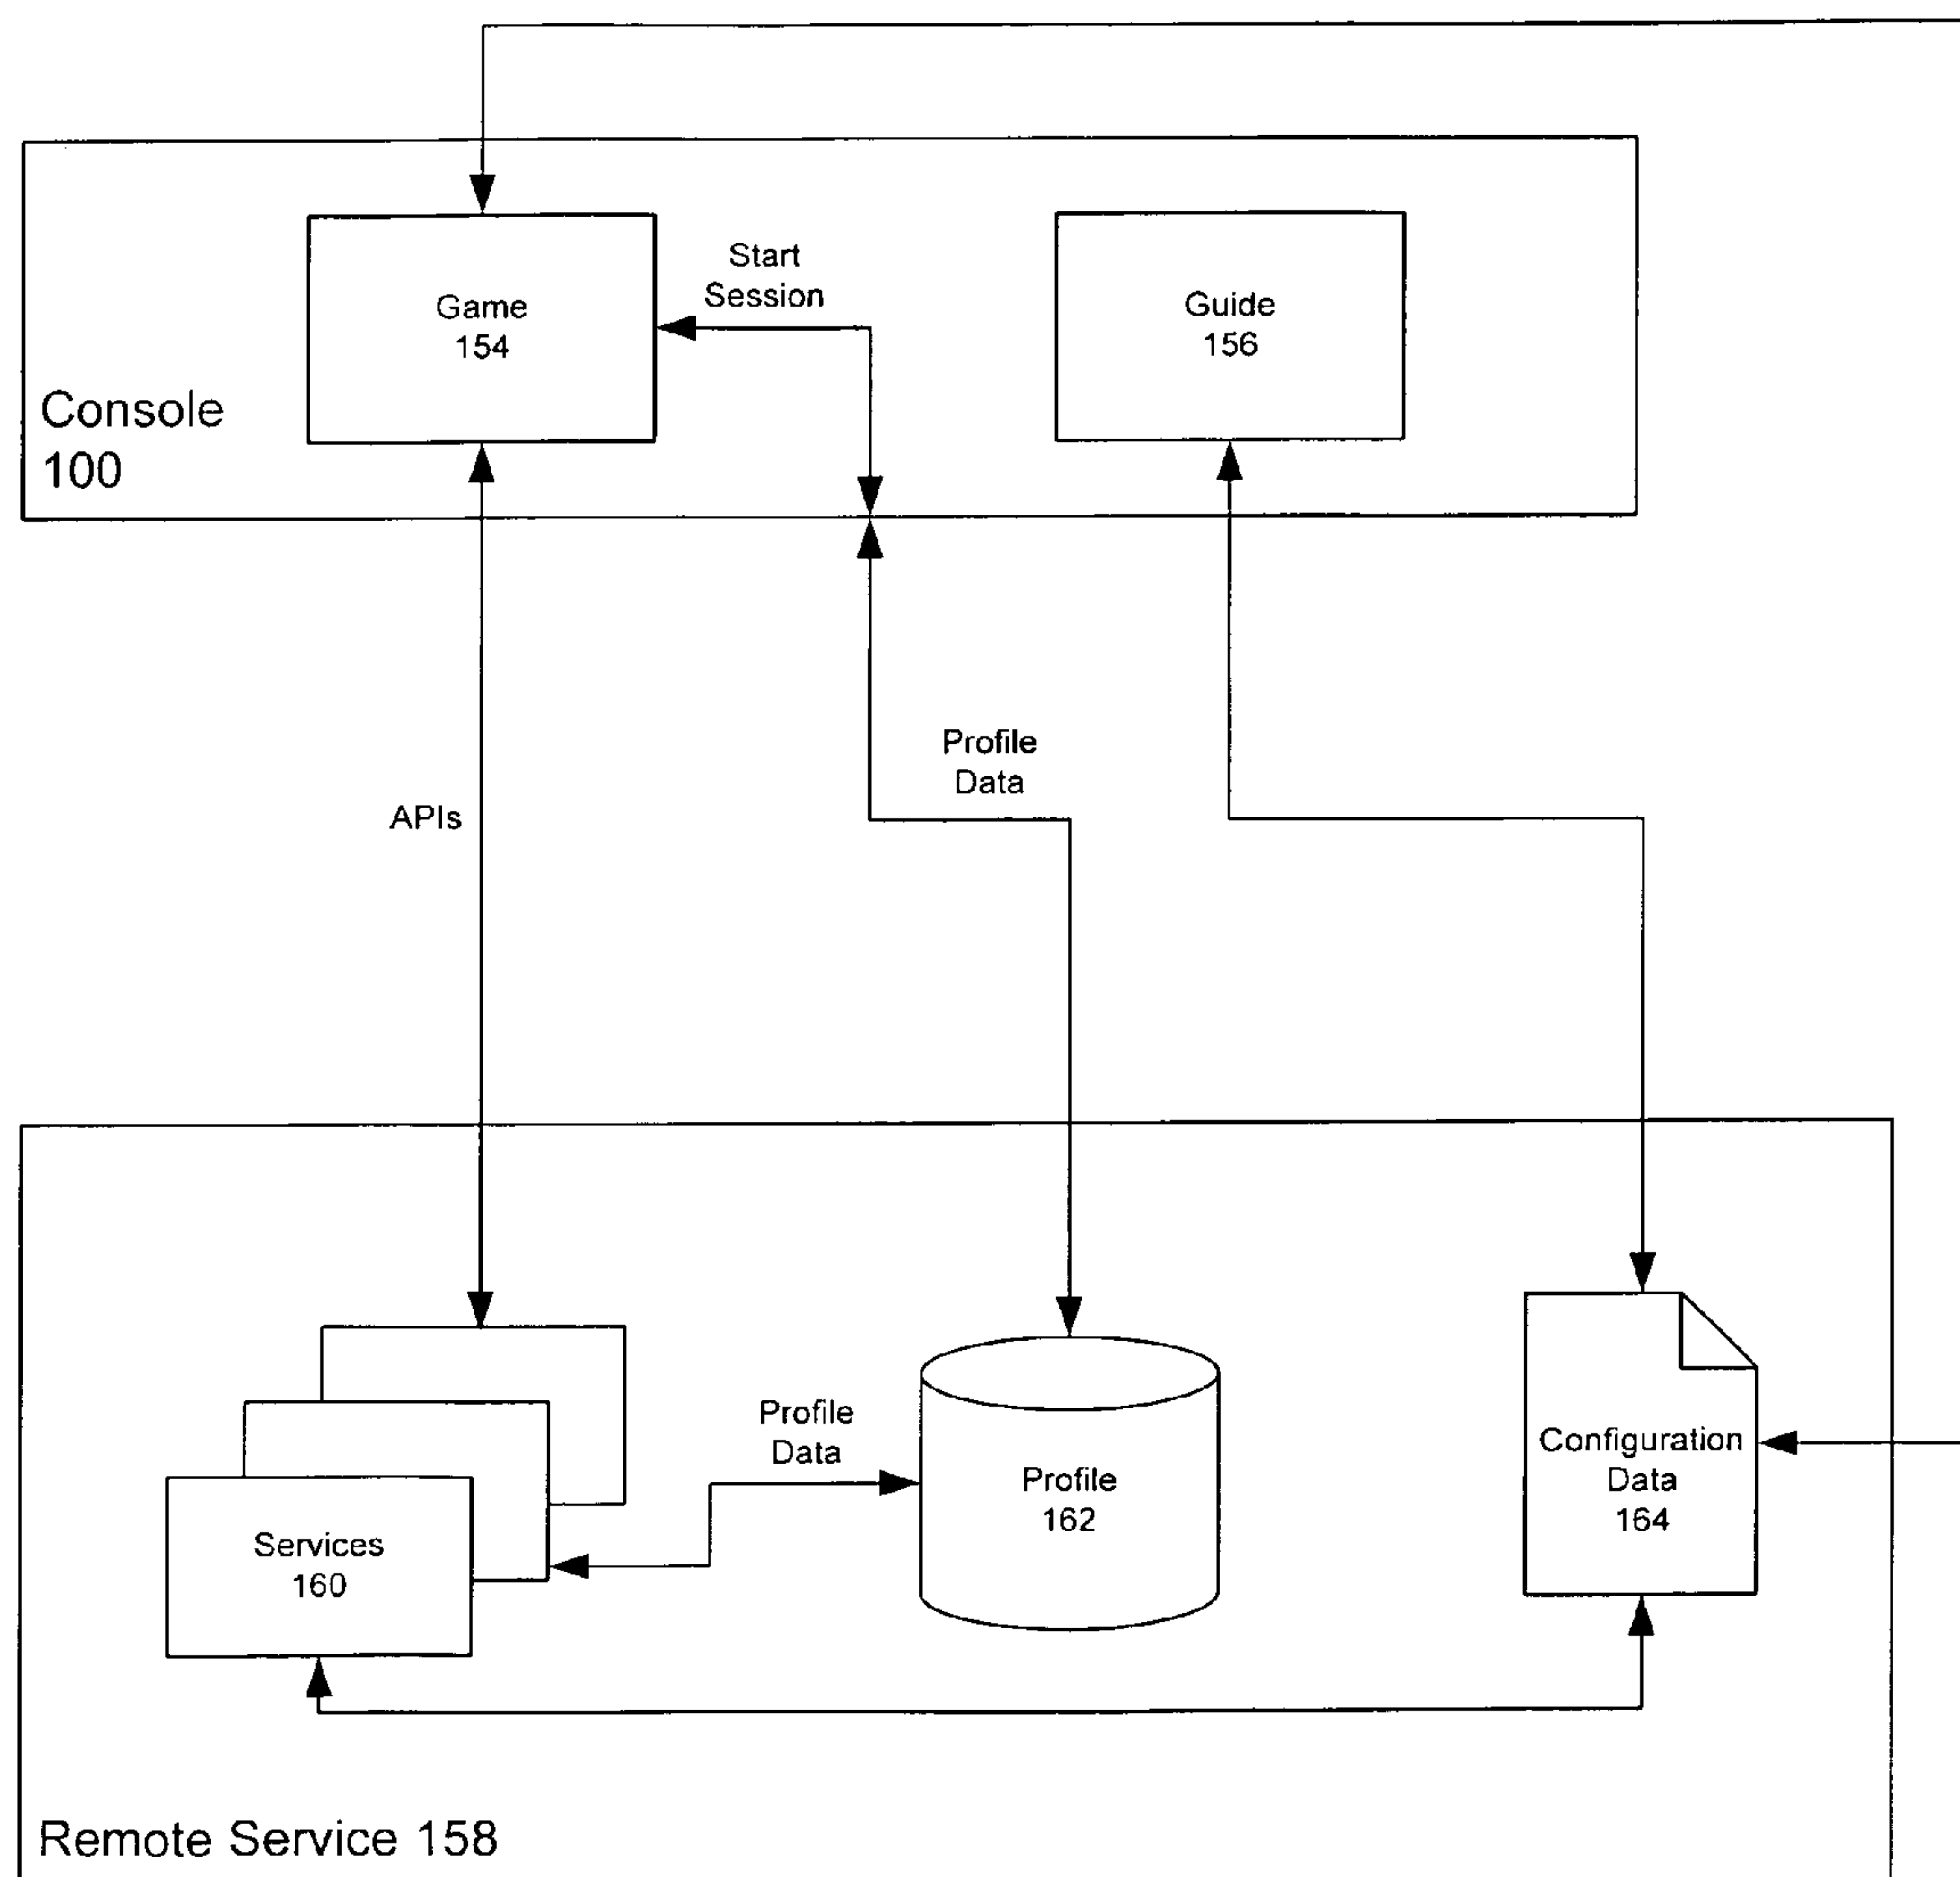 Start
Session
Game
154
Guide
156
Console
100
Profile
Data
APIs
Profile
Data
Configuration
Data
164
Profile
162
Services
160
Remote Service 158